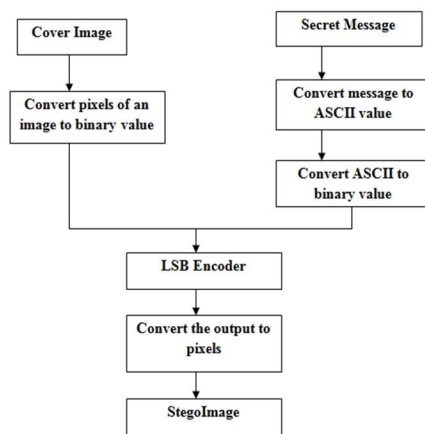 Cover Image
Secret Message
Convert pixels of an
image to binary value
Convert message to
ASCII value
Convert ASCII to
binary value
LSB Encoder
Convert the output to
pixels
StegoImage